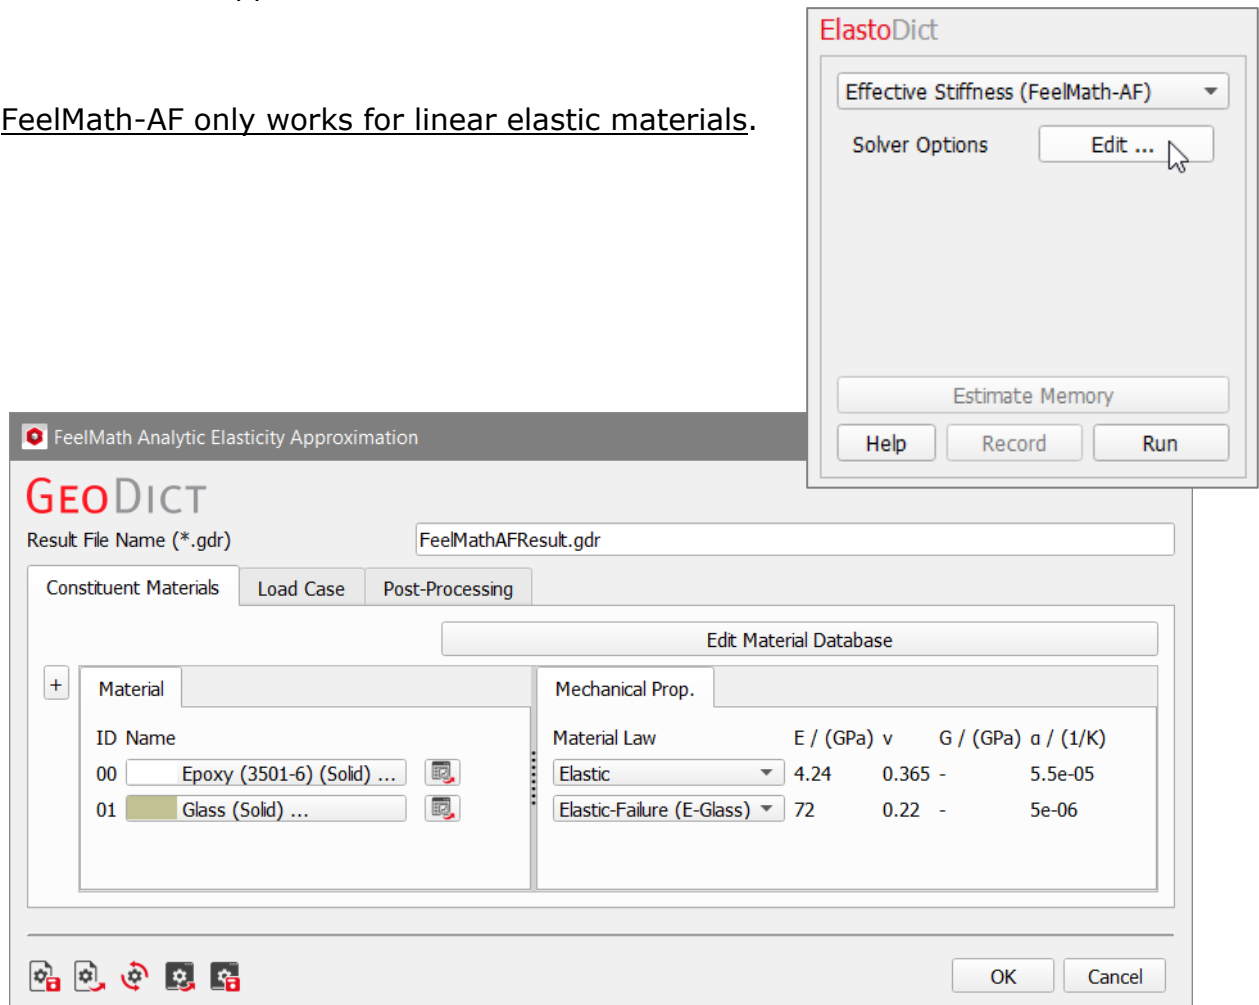 ElastoDict
Effective Stiffness (FeelMath-AF)
FeelMath-AF only works for linear elastic materials.
Solver Options Edit ...
Estimate Memory
Help Record Run
FeelMath Analytic Elasticity Approximation
GEODICT
Result File Name (*.gdr) FeelMathAFResult.gdr
Constituent Materials Load Case Post-Processing
Edit Material Database
+ Material Mechanical Prop.
ID Name Material Law E / (GPa) ν G / (GPa) α / (1/K)
00 Epoxy (3501-6) (Solid) ... Elastic 4.24 0.365 - 5.5e-05
01 Glass (Solid) ... Elastic-Failure (E-Glass) 72 0.22 - 5e-06
OK Cancel